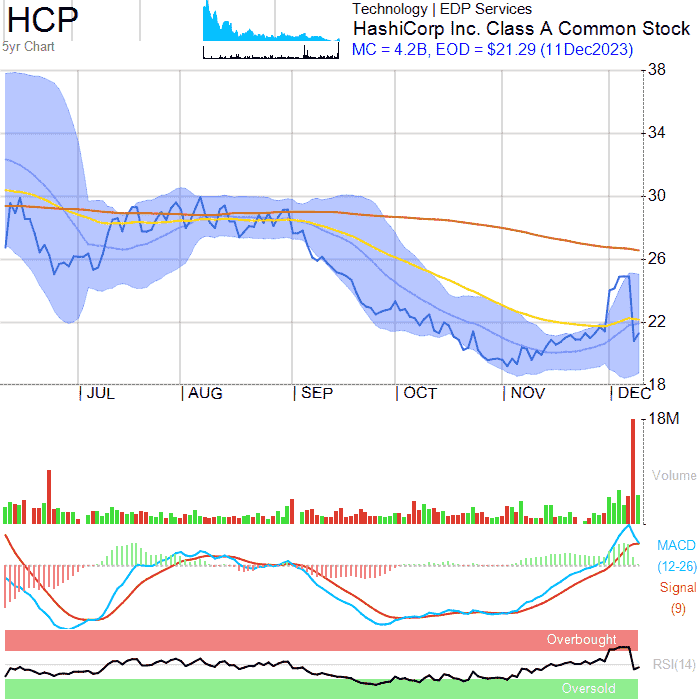 HCP
5yr Chart
Technology | EDP Services
HashiCorp Inc. Class A Common Stock
MC = 4.2B, EOD = $21.29 (11Dec2023)
38
34
30
26
22
18
| JUL | AUG | SEP | OCT | NOV | DEC
18M
Volume
MACD
(12-26)
Signal
(9)
Overbought
RSI(14)
Oversold